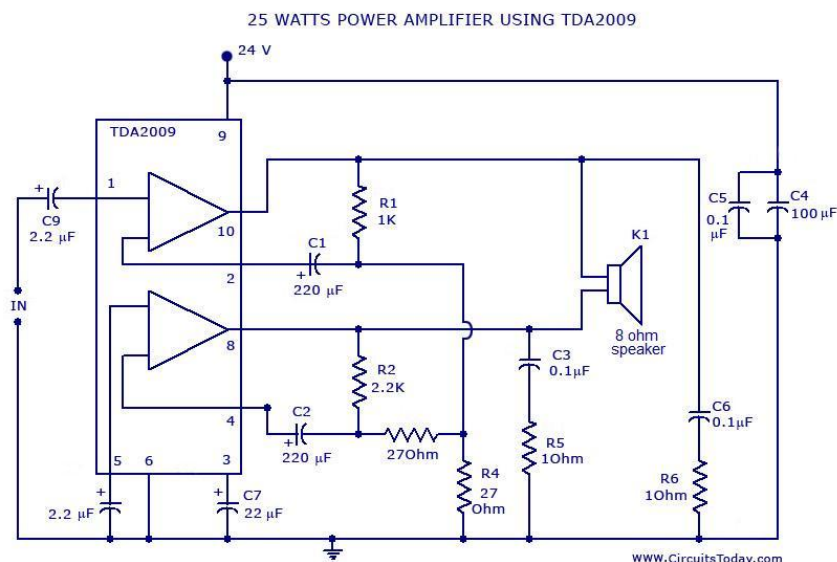 25 WATTS POWER AMPLIFIER USING TDA2009
24 V
TDA2009
9
1
+
C9
2.2 µF
10
R1
1K
C1
+
220 µF
2
C5
0.1
µF
C4
100 µF
K1
8 ohm
speaker
IN
8
R2
2.2K
C3
0.1µF
4
C2
+
220 µF
27Ohm
C6
0.1µF
R5
1Ohm
R4
27
Ohm
R6
1Ohm
5
6
3
+
2.2 µF
+
C7
22 µF
www.CircuitsToday.com